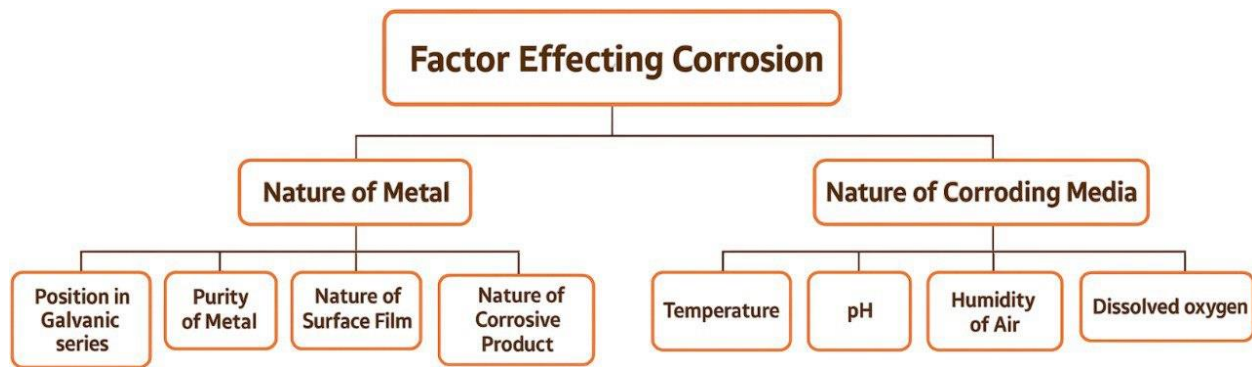 Factor Effecting Corrosion
Nature of Metal
Nature of Corroding Media
Position in
Galvanic
series
Purity
of Metal
Nature of
Surface Film
Nature of
Corrosive
Product
Temperature
pH
Humidity
of Air
Dissolved oxygen